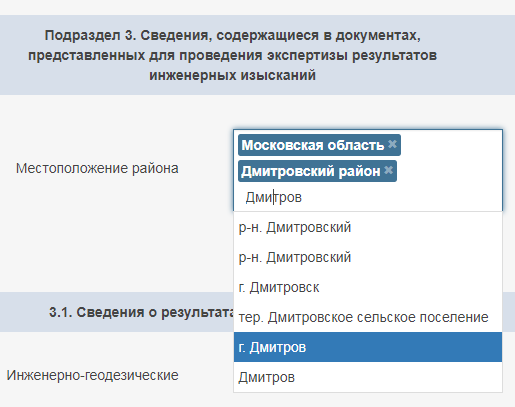 Подраздел 3. Сведения, содержащиеся в документах,
представленных для проведения экспертизы результатов
инженерных изысканий
Местоположение района
Московская область ×
Дмитровский район ×
Дмитров
р-н. Дмитровский
р-н. Дмитровский
г. Дмитровск
тер. Дмитровское сельское поселение
3.1. Сведения о результат
г. Дмитров
Инженерно-геодезические
Дмитров